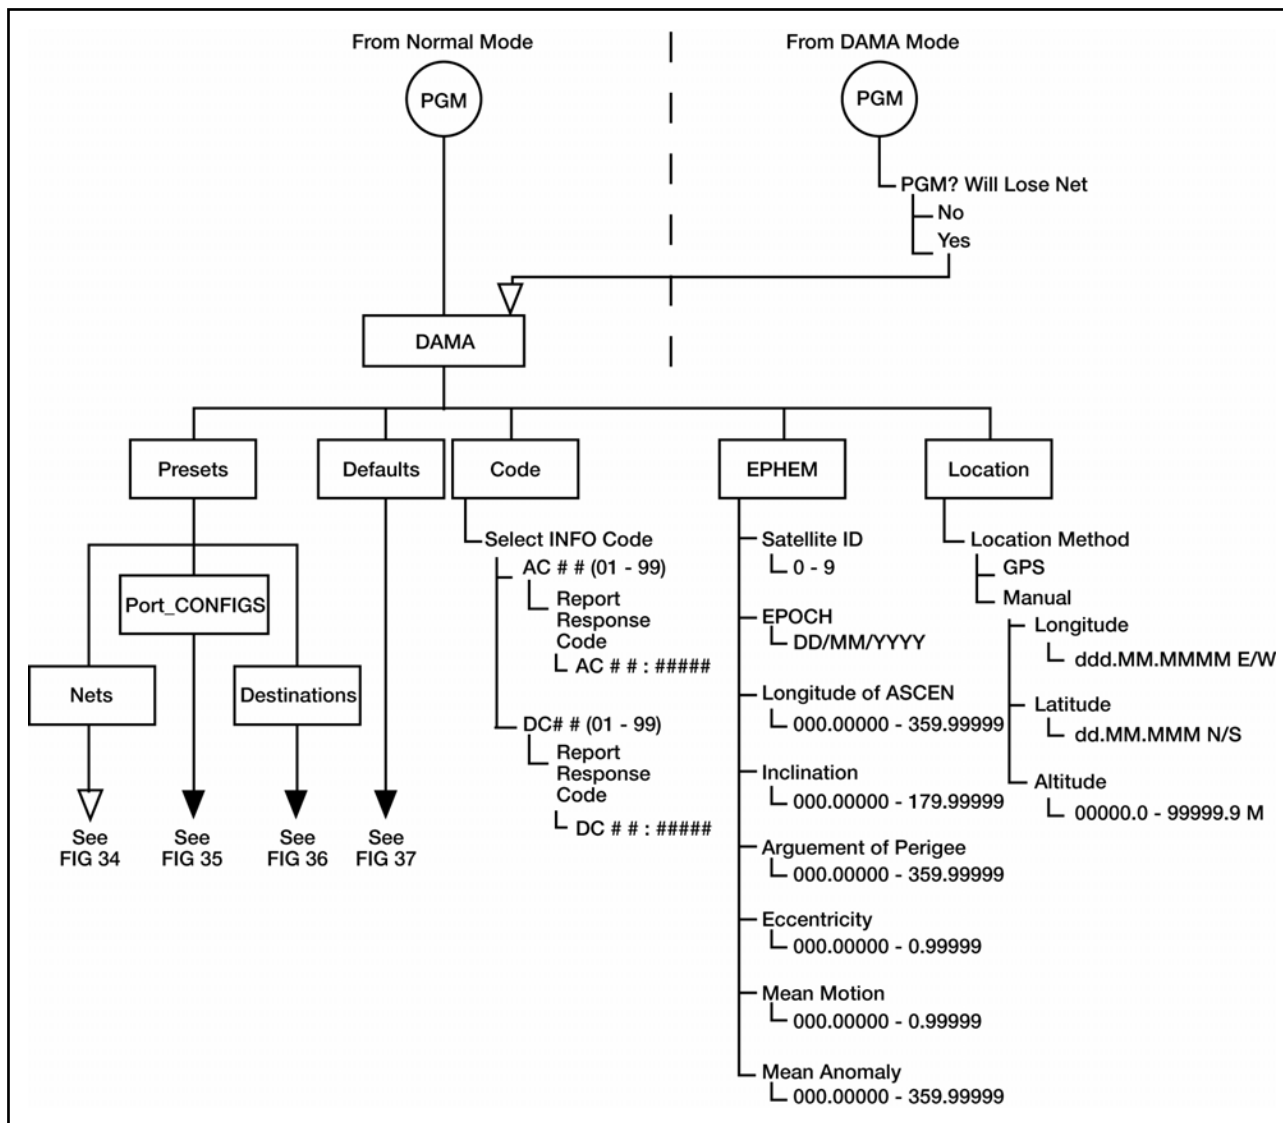 From Normal Mode
From DAMA Mode
PGM
PGM
PGM? Will Lose Net
No
Yes
DAMA
Presets
Defaults
Code
EPHEM
Location
Nets
Port_CONFIGS
Destinations
See
FIG 34
See
FIG 35
See
FIG 36
See
FIG 37
Select INFO Code
AC # # (01 - 99)
Report
Response
Code
AC # # : #####
DC# # (01 - 99)
Report
Response
Code
DC # # : #####
Satellite ID
0 - 9
EPOCH
DD/MM/YYYY
Longitude of ASCEN
000.00000 - 359.99999
Inclination
000.00000 - 179.99999
Arguement of Perigee
000.00000 - 359.99999
Eccentricity
000.00000 - 0.99999
Mean Motion
000.00000 - 0.99999
Mean Anomaly
000.00000 - 359.99999
Location Method
GPS
Manual
Longitude
ddd.MM.MMMM E/W
Latitude
dd.MM.MMM N/S
Altitude
00000.0 - 99999.9 M